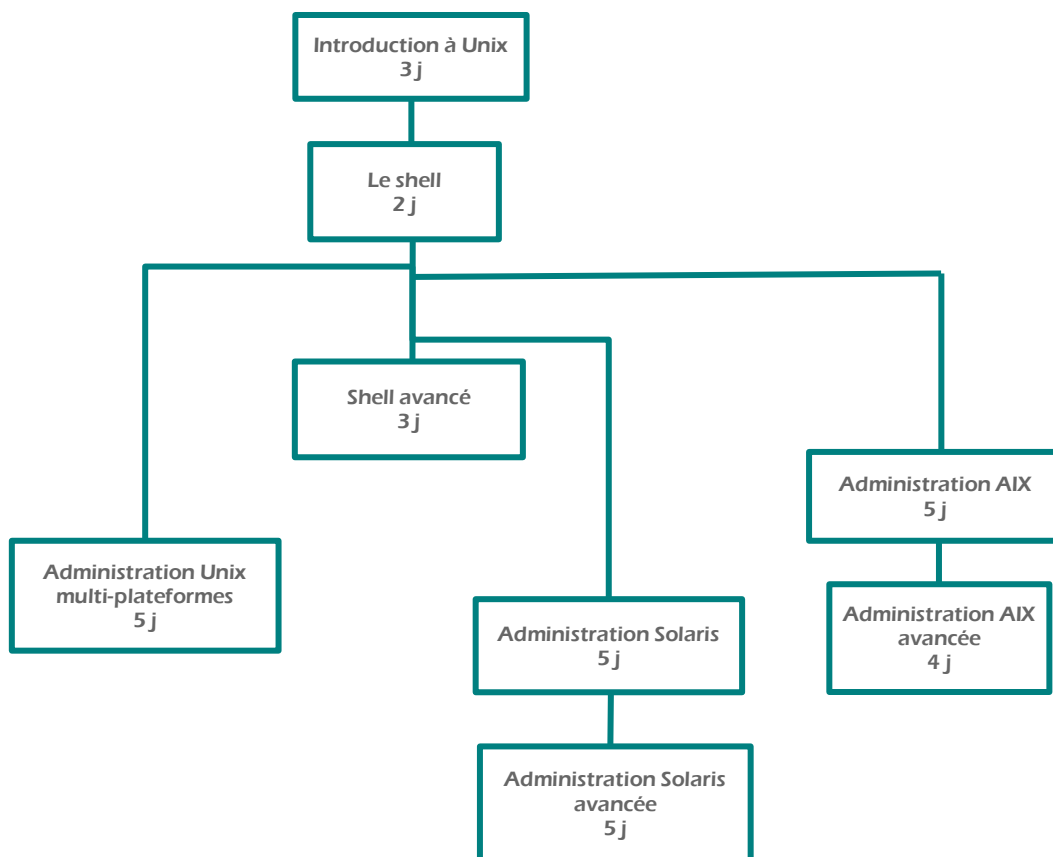 Introduction à Unix
3 j
Le shell
2 j
Shell avancé
3 j
Administration AIX
5 j
Administration Unix
multi-plateformes
5 j
Administration Solaris
5 j
Administration AIX
avancée
4 j
Administration Solaris
avancée
5 j